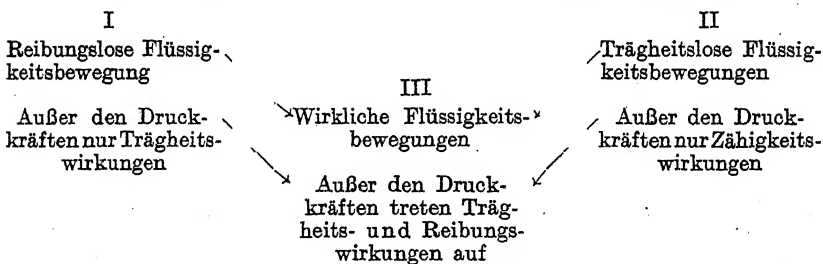 I
Reibungslose Flüssig-
keitsbewegung
Außer den Druck-
kräften nur Trägheits-
wirkungen
II
Trägheitslose Flüssig-
keitsbewegungen
Außer den Druck-
kräften nur Zähigkeits-
wirkungen
III
Wirkliche Flüssigkeits-
bewegungen
Außer den Druck-
kräften treten Träg-
heits- und Reibungs-
wirkungen auf